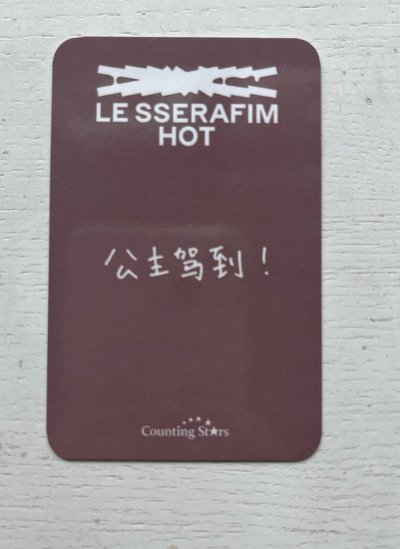 LE SSERAFIM
HOT
公主驾到！
Counting Stars